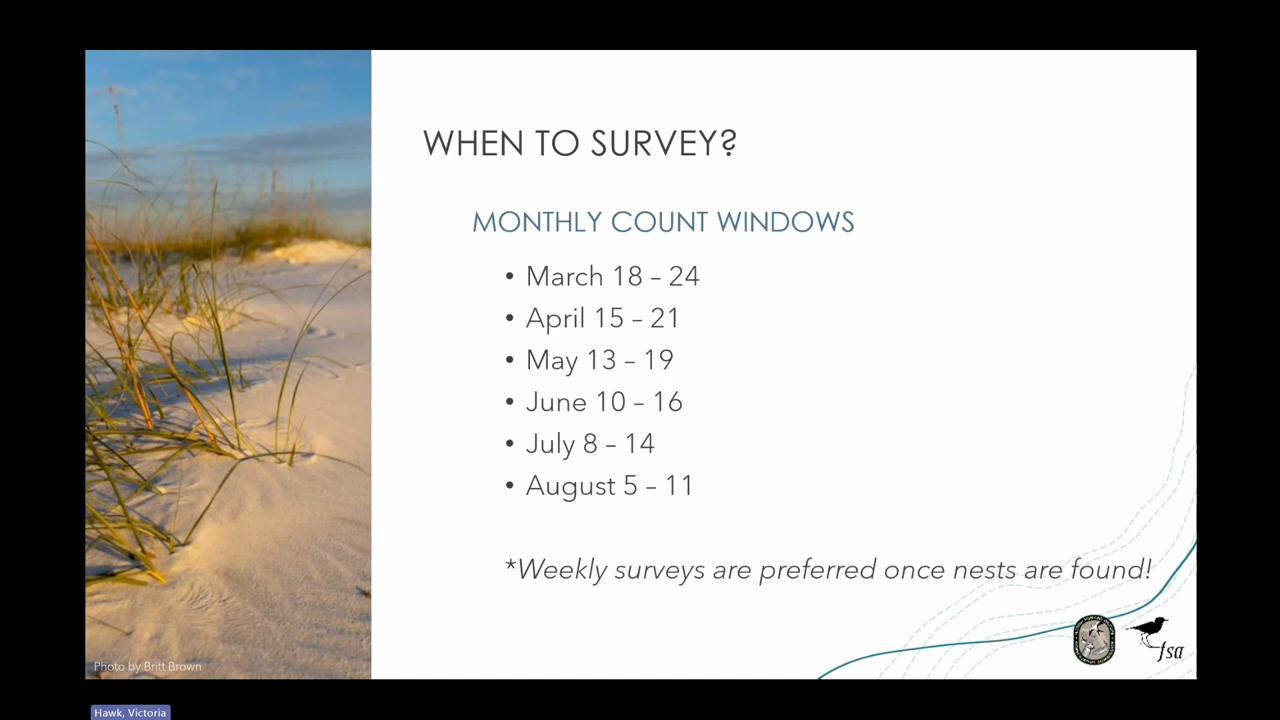 WHEN TO SURVEY?
MONTHLY COUNT WINDOWS
• March 18 – 24
• April 15 – 21
• May 13 – 19
• June 10 – 16
• July 8 – 14
• August 5 – 11
*Weekly surveys are preferred once nests are found!
fsa
Photo by Britt Brown
Hawk, Victoria